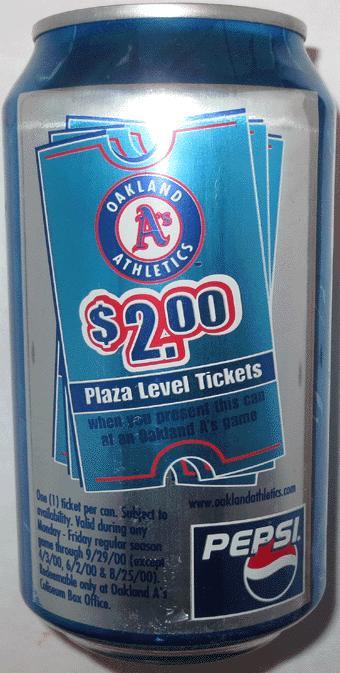 OAKLAND
A's
ATHLETICS
$2.00
Plaza Level Tickets
when you present this can
at an Oakland A's game
One (1) ticket per can. Subject to
availability. Valid during any
Monday - Friday regular season
game through 9/29/00 (except
4/3/00, 6/2/00 & 8/25/00).
Redeemable only at Oakland A's
Coliseum Box Office.
www.oaklandathletics.com
PEPSI